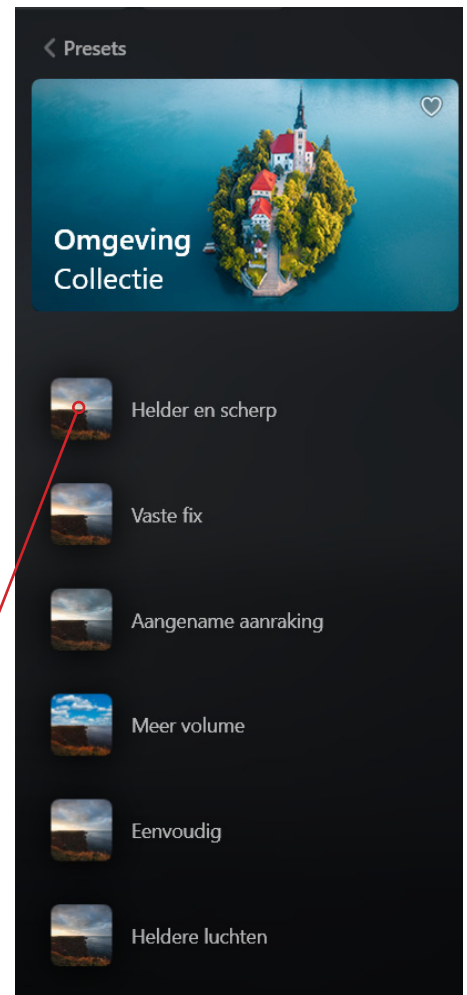 Presets
Omgeving
Collectie
Helder en scherp
Vaste fix
Aangename aanraking
Meer volume
Eenvoudig
Heldere luchten